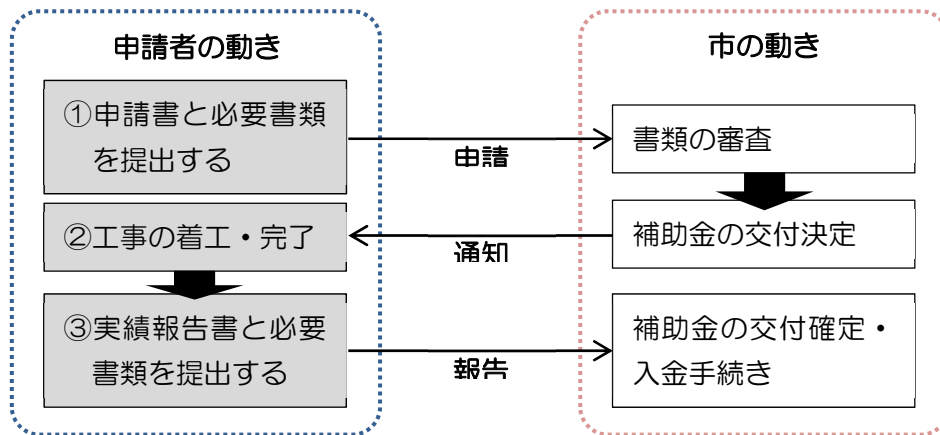 申請者の動き
市の動き
①申請書と必要書類
を提出する
申請
書類の審査
②工事の着工・完了
通知
補助金の交付決定
③実績報告書と必要
書類を提出する
報告
補助金の交付確定・
入金手続き